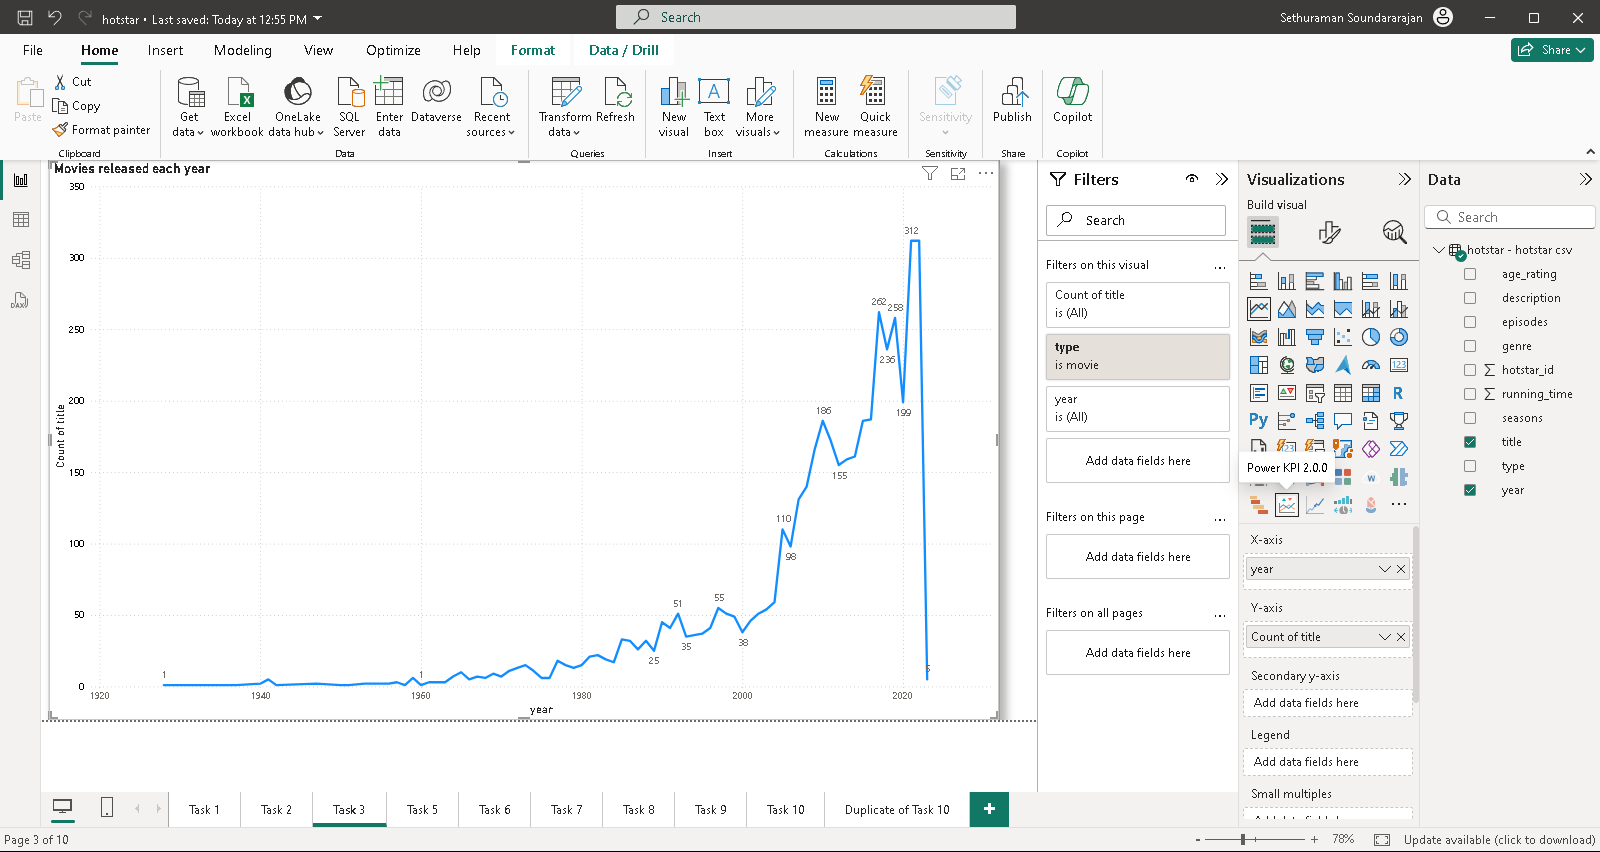 hotstar • Last saved: Today at 12:55 PM
Search
Sethuraman Soundararajan
File
Home
Insert
Modeling
View
Optimize
Help
Format
Data / Drill
Share
Paste
Cut
Copy
Format painter
Clipboard
Get data
Excel workbook
OneLake data hub
SQL Server
Enter data
Dataverse
Recent sources
Data
Transform data
Refresh
Queries
New visual
Text box
More visuals
Insert
New measure
Quick measure
Calculations
Sensitivity
Sensitivity
Publish
Share
Copilot
Copilot
Movies released each year
350
300
250
200
150
100
50
0
Count of title
1920
1940
1960
1980
2000
2020
year
1
1
25
51
35
55
38
110
98
186
155
262
236
258
199
312
5
Filters
Search
Filters on this visual
...
Count of title
is (All)
type
is movie
year
is (All)
Add data fields here
Filters on this page
...
Add data fields here
Filters on all pages
...
Add data fields here
Visualizations
Build visual
123
R
Py
123
Power KPI 2.0.0
W
...
X-axis
year
Y-axis
Count of title
Secondary y-axis
Add data fields here
Legend
Add data fields here
Small multiples
Data
Search
hotstar - hotstar csv
age_rating
description
episodes
genre
hotstar_id
running_time
seasons
title
type
year
DAX
Task 1
Task 2
Task 3
Task 5
Task 6
Task 7
Task 8
Task 9
Task 10
Duplicate of Task 10
+
Page 3 of 10
- + 78%
Update available (click to download)